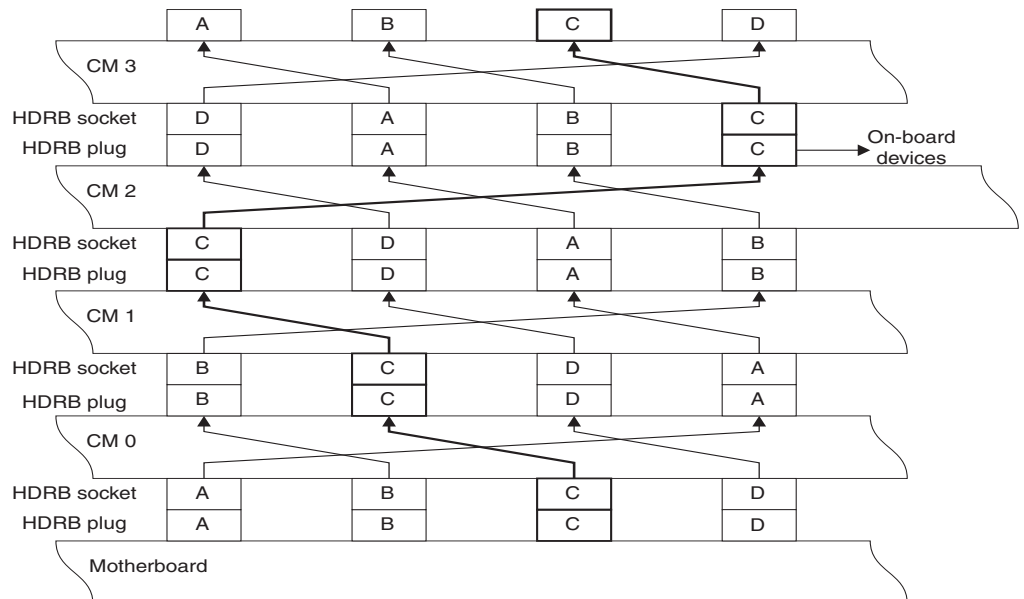 A B C D
CM 3
HDRB socket D A B C
HDRB plug D A B C On-board
devices
CM 2
HDRB socket C D A B
HDRB plug C D A B
CM 1
HDRB socket B C D A
HDRB plug B C D A
CM 0
HDRB socket A B C D
HDRB plug A B C D
Motherboard